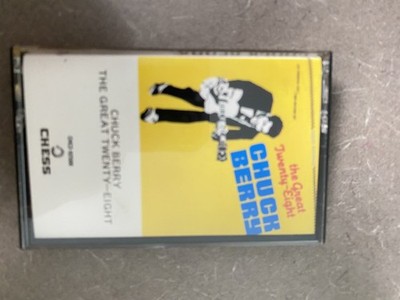 the Great
Twenty-Eight
CHUCK
BERRY
CHUCK BERRY
THE GREAT TWENTY-EIGHT
CHESS